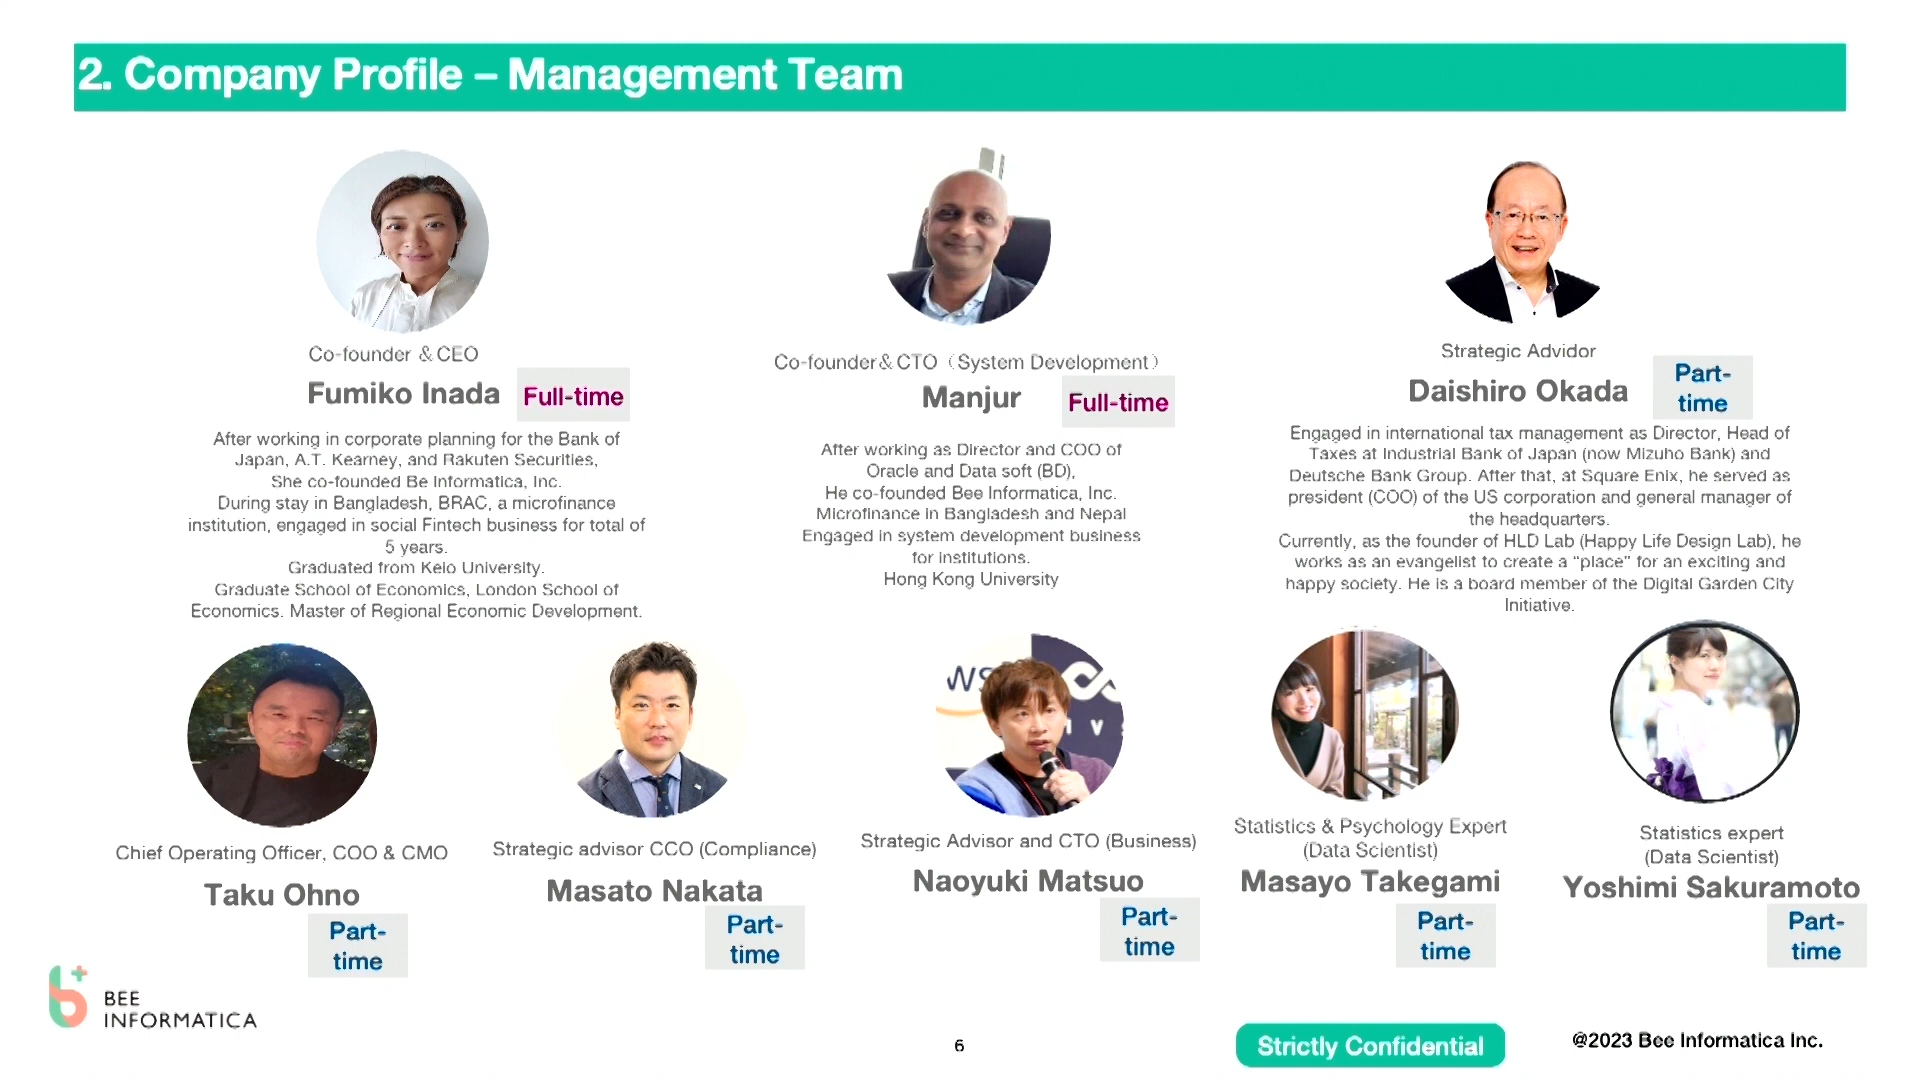 2. Company Profile – Management Team
Co-founder & CEO
Fumiko Inada
Full-time
After working in corporate planning for the Bank of
Japan, A.T. Kearney, and Rakuten Securities,
She co-founded Be Informatica, Inc.
During stay in Bangladesh, BRAC, a microfinance
institution, engaged in social Fintech business for total of
5 years.
Graduated from Keio University.
Graduate School of Economics, London School of
Economics. Master of Regional Economic Development.
Co-founder& CTO（System Development）
Manjur
Full-time
After working as Director and COO of
Oracle and Data soft (BD),
He co-founded Bee Informatica, Inc.
Microfinance in Bangladesh and Nepal
Engaged in system development business
for institutions.
Hong Kong University
Strategic Advidor
Daishiro Okada
Part-
time
Engaged in international tax management as Director, Head of
Taxes at Industrial Bank of Japan (now Mizuho Bank) and
Deutsche Bank Group. After that, at Square Enix, he served as
president (COO) of the US corporation and general manager of
the headquarters.
Currently, as the founder of HLD Lab (Happy Life Design Lab), he
works as an evangelist to create a “place” for an exciting and
happy society. He is a board member of the Digital Garden City
Initiative.
Chief Operating Officer, COO & CMO
Taku Ohno
Part-
time
Strategic advisor CCO (Compliance)
Masato Nakata
Part-
time
Strategic Advisor and CTO (Business)
Naoyuki Matsuo
Part-
time
Statistics & Psychology Expert
(Data Scientist)
Masayo Takegami
Part-
time
Statistics expert
(Data Scientist)
Yoshimi Sakuramoto
Part-
time
BEE
INFORMATICA
6
Strictly Confidential
@2023 Bee Informatica Inc.